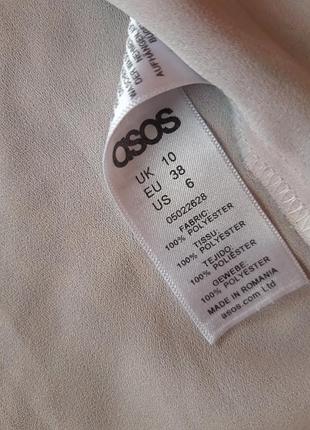 asos
UK 10
EU 38
US 6
05022628
FABRIC:
100% POLYESTER
TISSU:
100% POLYESTER
TEJIDO:
100% POLIÉSTER
GEWEBE:
100% POLYESTER
MADE IN ROMANIA
asos.com Ltd